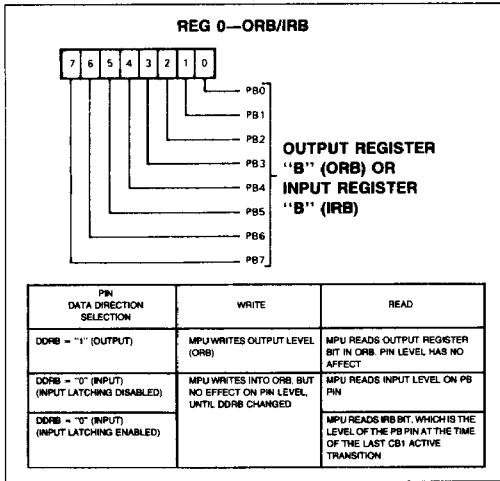 REG 0—ORB/IRB
7 6 5 4 3 2 1 0
PB0
PB1
PB2
PB3
PB4
PB5
PB6
PB7
OUTPUT REGISTER
"B" (ORB) OR
INPUT REGISTER
"B" (IRB)
PIN
DATA DIRECTION
SELECTION
WRITE
READ
DDRB = "1" (OUTPUT)
MPU WRITES OUTPUT LEVEL
(ORB)
MPU READS OUTPUT REGISTER
BIT IN ORB. PIN LEVEL HAS NO
AFFECT
DDRB = "0" (INPUT)
(INPUT LATCHING DISABLED)
MPU WRITES INTO ORB, BUT
NO EFFECT ON PIN LEVEL,
UNTIL DDRB CHANGED
MPU READS INPUT LEVEL ON PB
PIN
DDRB = "0" (INPUT)
(INPUT LATCHING ENABLED)
MPU READS IRB BIT, WHICH IS THE
LEVEL OF THE PB PIN AT THE TIME
OF THE LAST CB1 ACTIVE
TRANSITION